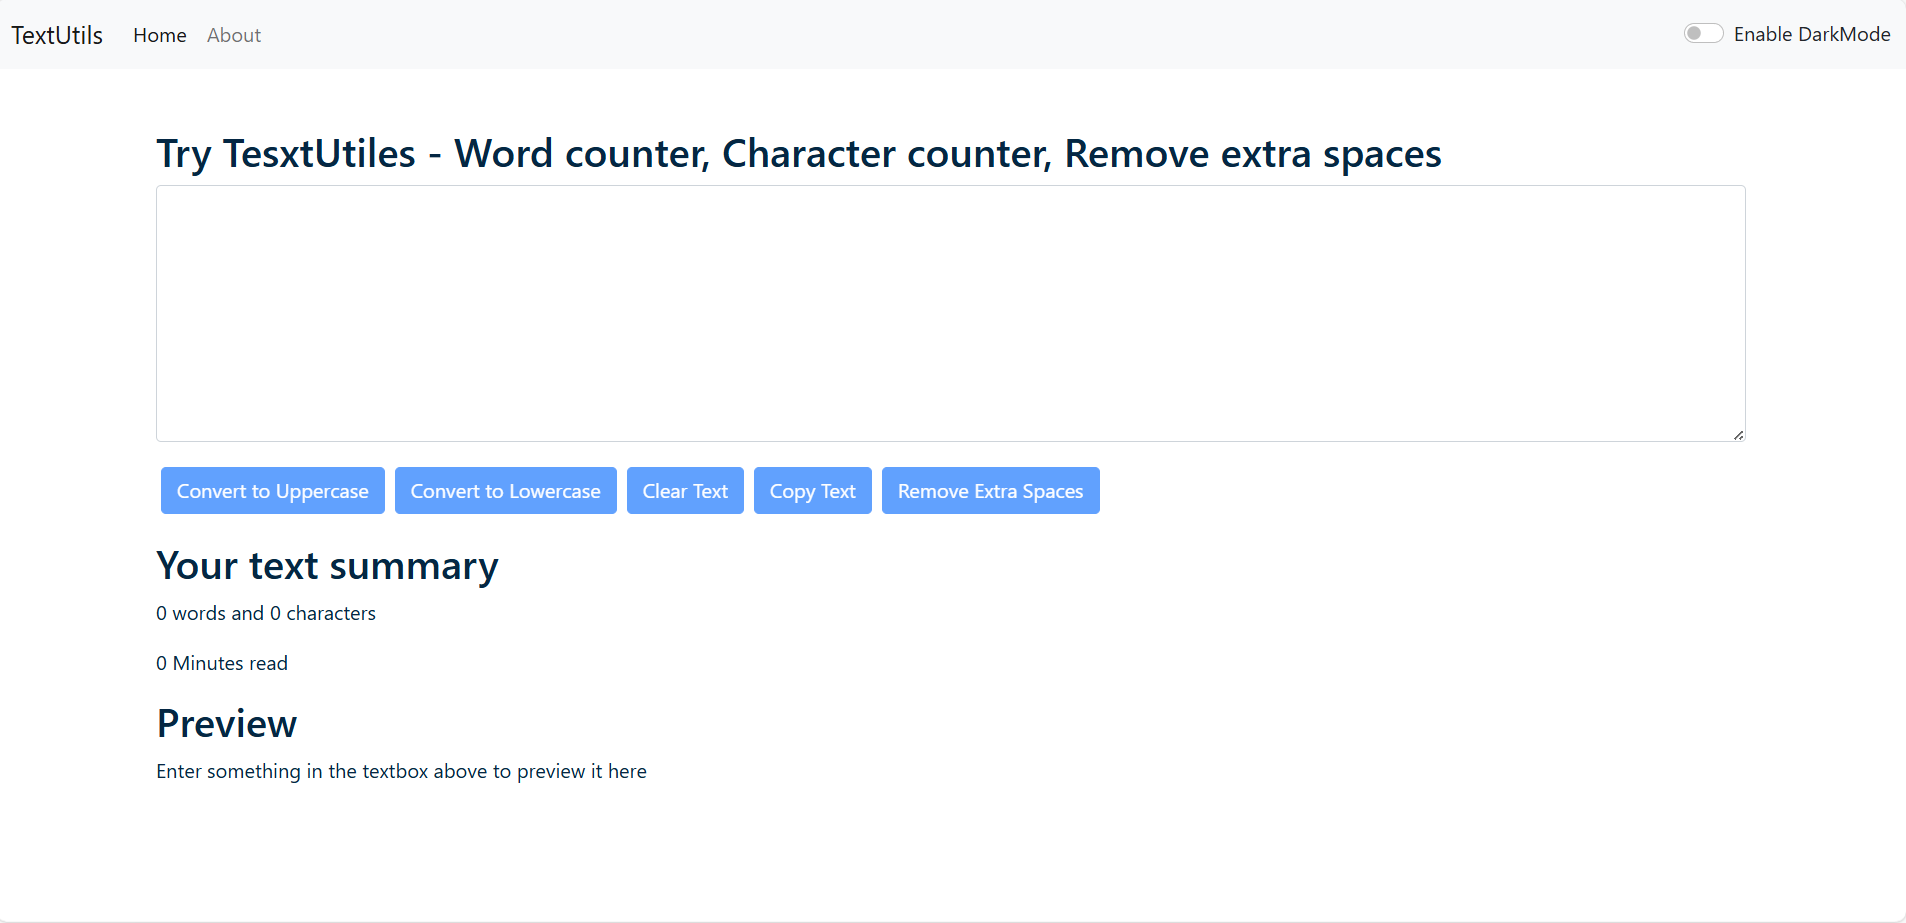 TextUtils Home About Enable DarkMode
Try TesxtUtiles - Word counter, Character counter, Remove extra spaces
Convert to Uppercase Convert to Lowercase Clear Text Copy Text Remove Extra Spaces
Your text summary
0 words and 0 characters
0 Minutes read
Preview
Enter something in the textbox above to preview it here